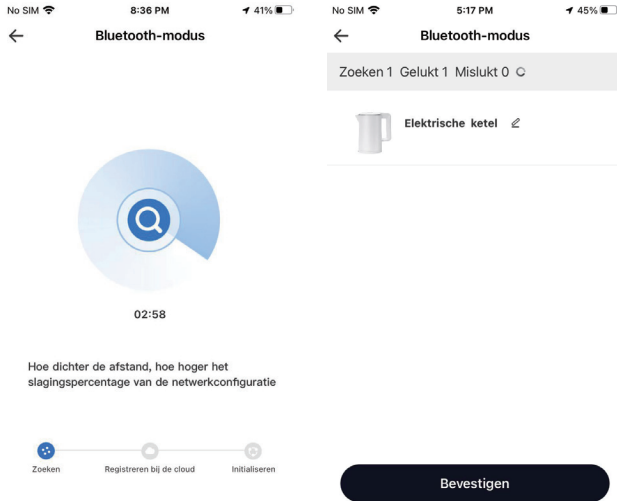 No SIM 8:36 PM 41%
Bluetooth-modus
02:58
Hoe dichter de afstand, hoe hoger het
slagingspercentage van de netwerkconfiguratie
Zoeken Registreren bij de cloud Initialiseren
No SIM 5:17 PM 45%
Bluetooth-modus
Zoeken 1 Gelukt 1 Mislukt 0
Elektrische ketel
Bevestigen